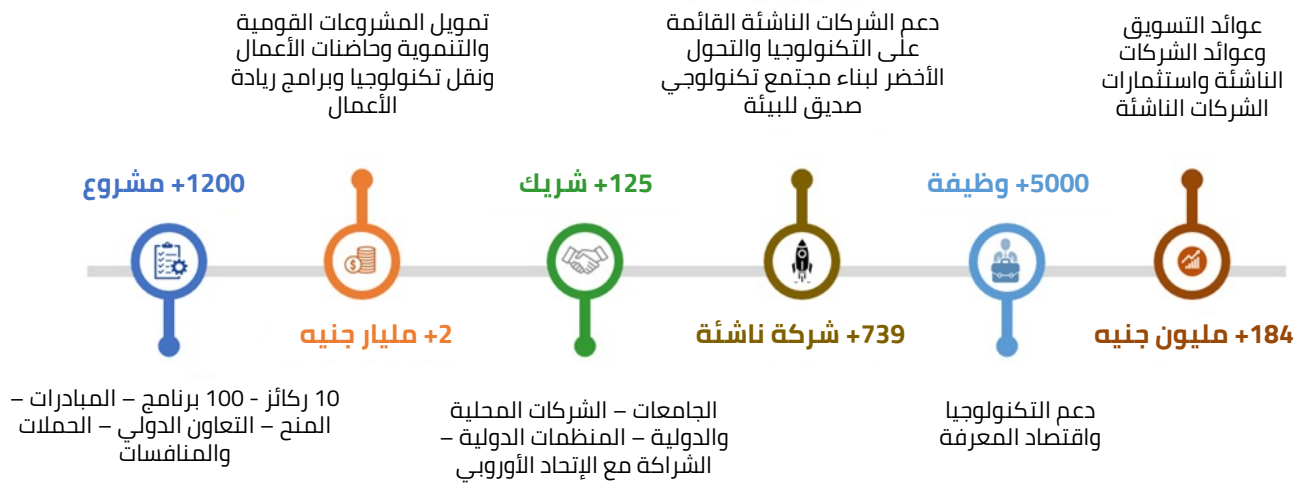 عوائد التسويق
وعوائد الشركات
الناشئة واستثمارات
الشركات الناشئة
184+ مليون جنيه
5000+ وظيفة
دعم التكنولوجيا
واقتصاد المعرفة
دعم الشركات الناشئة القائمة
على التكنولوجيا والتحول
الأخضر لبناء مجتمع تكنولوجي
صديق للبيئة
739+ شركة ناشئة
125+ شريك
الجامعات – الشركات المحلية
والدولية – المنظمات الدولية –
الشراكة مع الإتحاد الأوروبي
تمويل المشروعات القومية
والتنموية وحاضنات الأعمال
ونقل تكنولوجيا وبرامج ريادة
الأعمال
2+ مليار جنيه
1200+ مشروع
10 ركائز - 100 برنامج – المبادرات –
المنح – التعاون الدولي – الحملات
والمنافسات